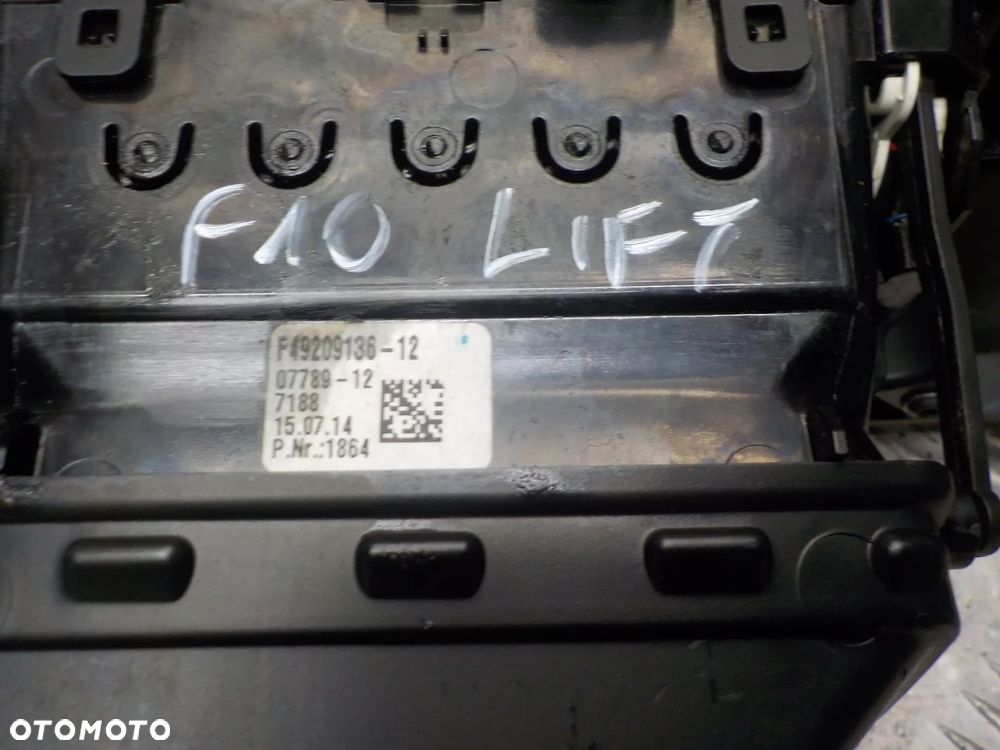 F10 LIFT
F49209136-12
07789-12
7188
15.07.14
P.Nr.:1864
OTOMOTO